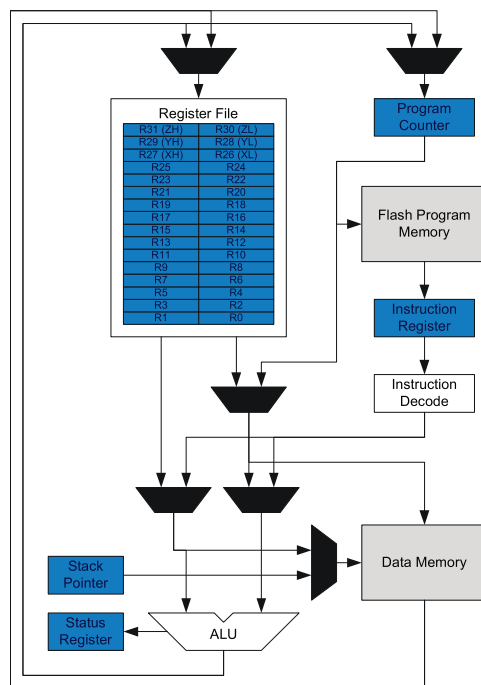 Register File
R31 (ZH) R30 (ZL)
R29 (YH) R28 (YL)
R27 (XH) R26 (XL)
R25 R24
R23 R22
R21 R20
R19 R18
R17 R16
R15 R14
R13 R12
R11 R10
R9 R8
R7 R6
R5 R4
R3 R2
R1 R0
Program
Counter
Flash Program
Memory
Instruction
Register
Instruction
Decode
Data Memory
Stack
Pointer
Status
Register
ALU